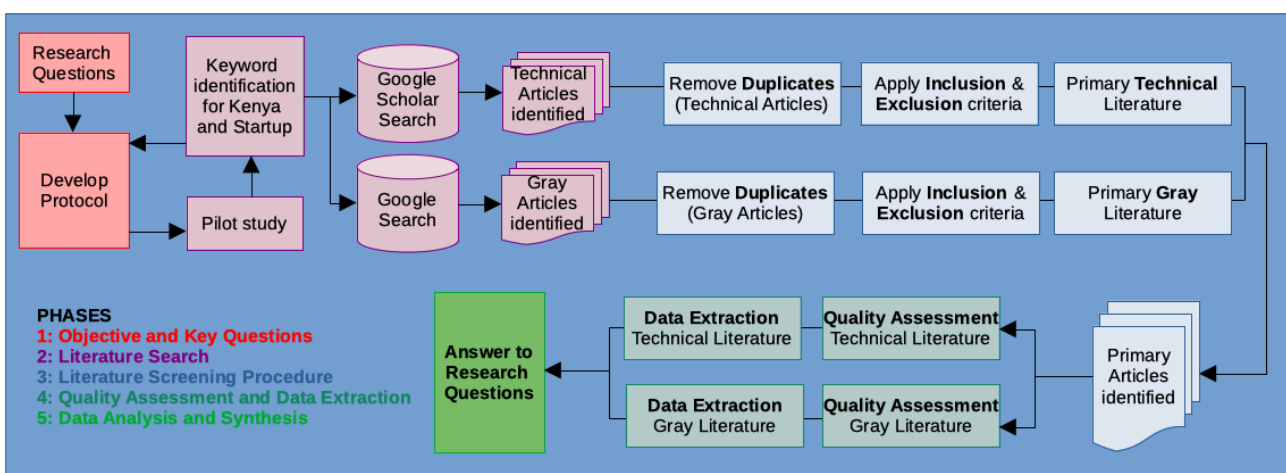 Research
Questions
Develop
Protocol
Keyword
identification
for Kenya
and Startup
Pilot study
Google
Scholar
Search
Technical
Articles
identified
Remove Duplicates
(Technical Articles)
Apply Inclusion &
Exclusion criteria
Primary Technical
Literature
Google
Search
Gray
Articles
identified
Remove Duplicates
(Gray Articles)
Apply Inclusion &
Exclusion criteria
Primary Gray
Literature
Primary
Articles
identified
Quality Assessment
Technical Literature
Data Extraction
Technical Literature
Quality Assessment
Gray Literature
Data Extraction
Gray Literature
Answer to
Research
Questions
PHASES
1: Objective and Key Questions
2: Literature Search
3: Literature Screening Procedure
4: Quality Assessment and Data Extraction
5: Data Analysis and Synthesis